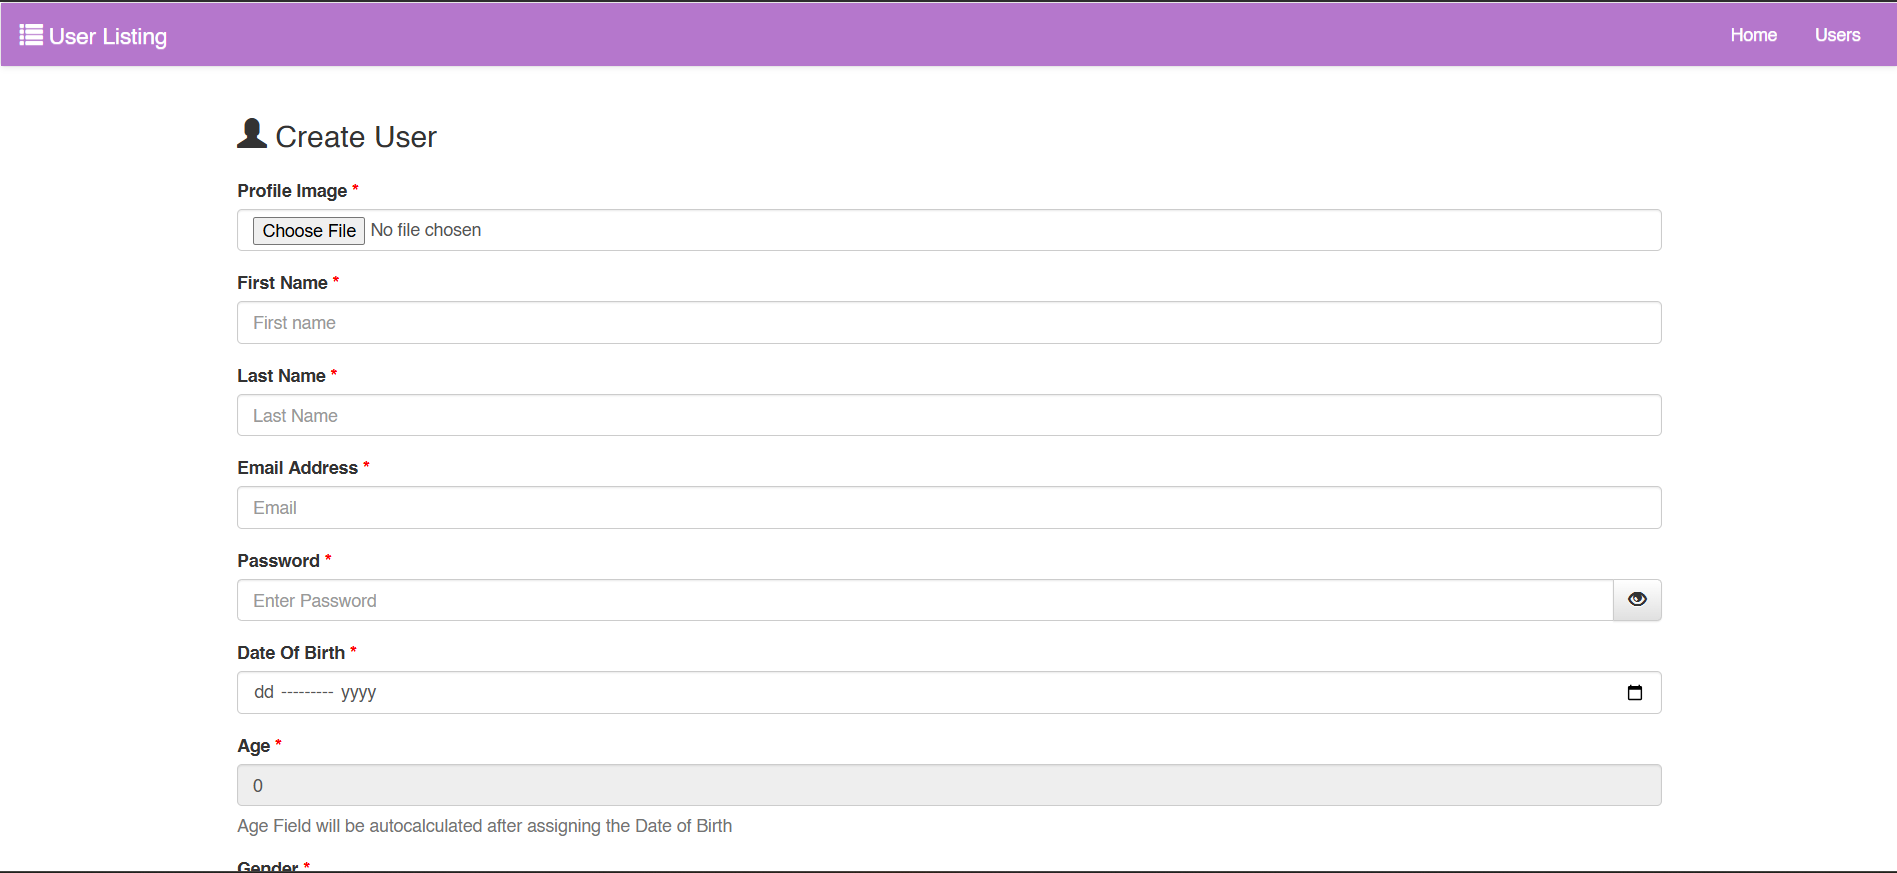 User Listing Home Users
Create User
Profile Image *
Choose File No file chosen
First Name *
First name
Last Name *
Last Name
Email Address *
Email
Password *
Enter Password
Date Of Birth *
dd --------- yyyy
Age *
0
Age Field will be autocalculated after assigning the Date of Birth
Gender *